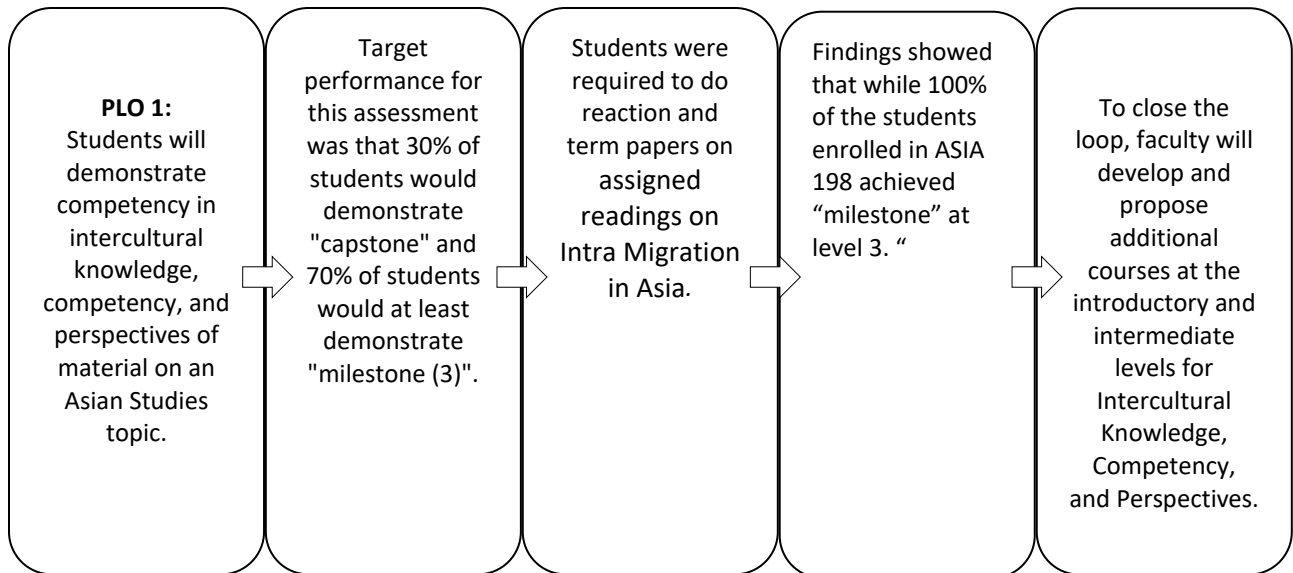 PLO 1:
Students will
demonstrate
competency in
intercultural
knowledge,
competency, and
perspectives of
material on an
Asian Studies
topic.
Target
performance for
this assessment
was that 30% of
students would
demonstrate
"capstone" and
70% of students
would at least
demonstrate
"milestone (3)".
Students were
required to do
reaction and
term papers on
assigned
readings on
Intra Migration
in Asia.
Findings showed
that while 100%
of the students
enrolled in ASIA
198 achieved
“milestone” at
level 3. “
To close the
loop, faculty will
develop and
propose
additional
courses at the
introductory and
intermediate
levels for
Intercultural
Knowledge,
Competency,
and Perspectives.